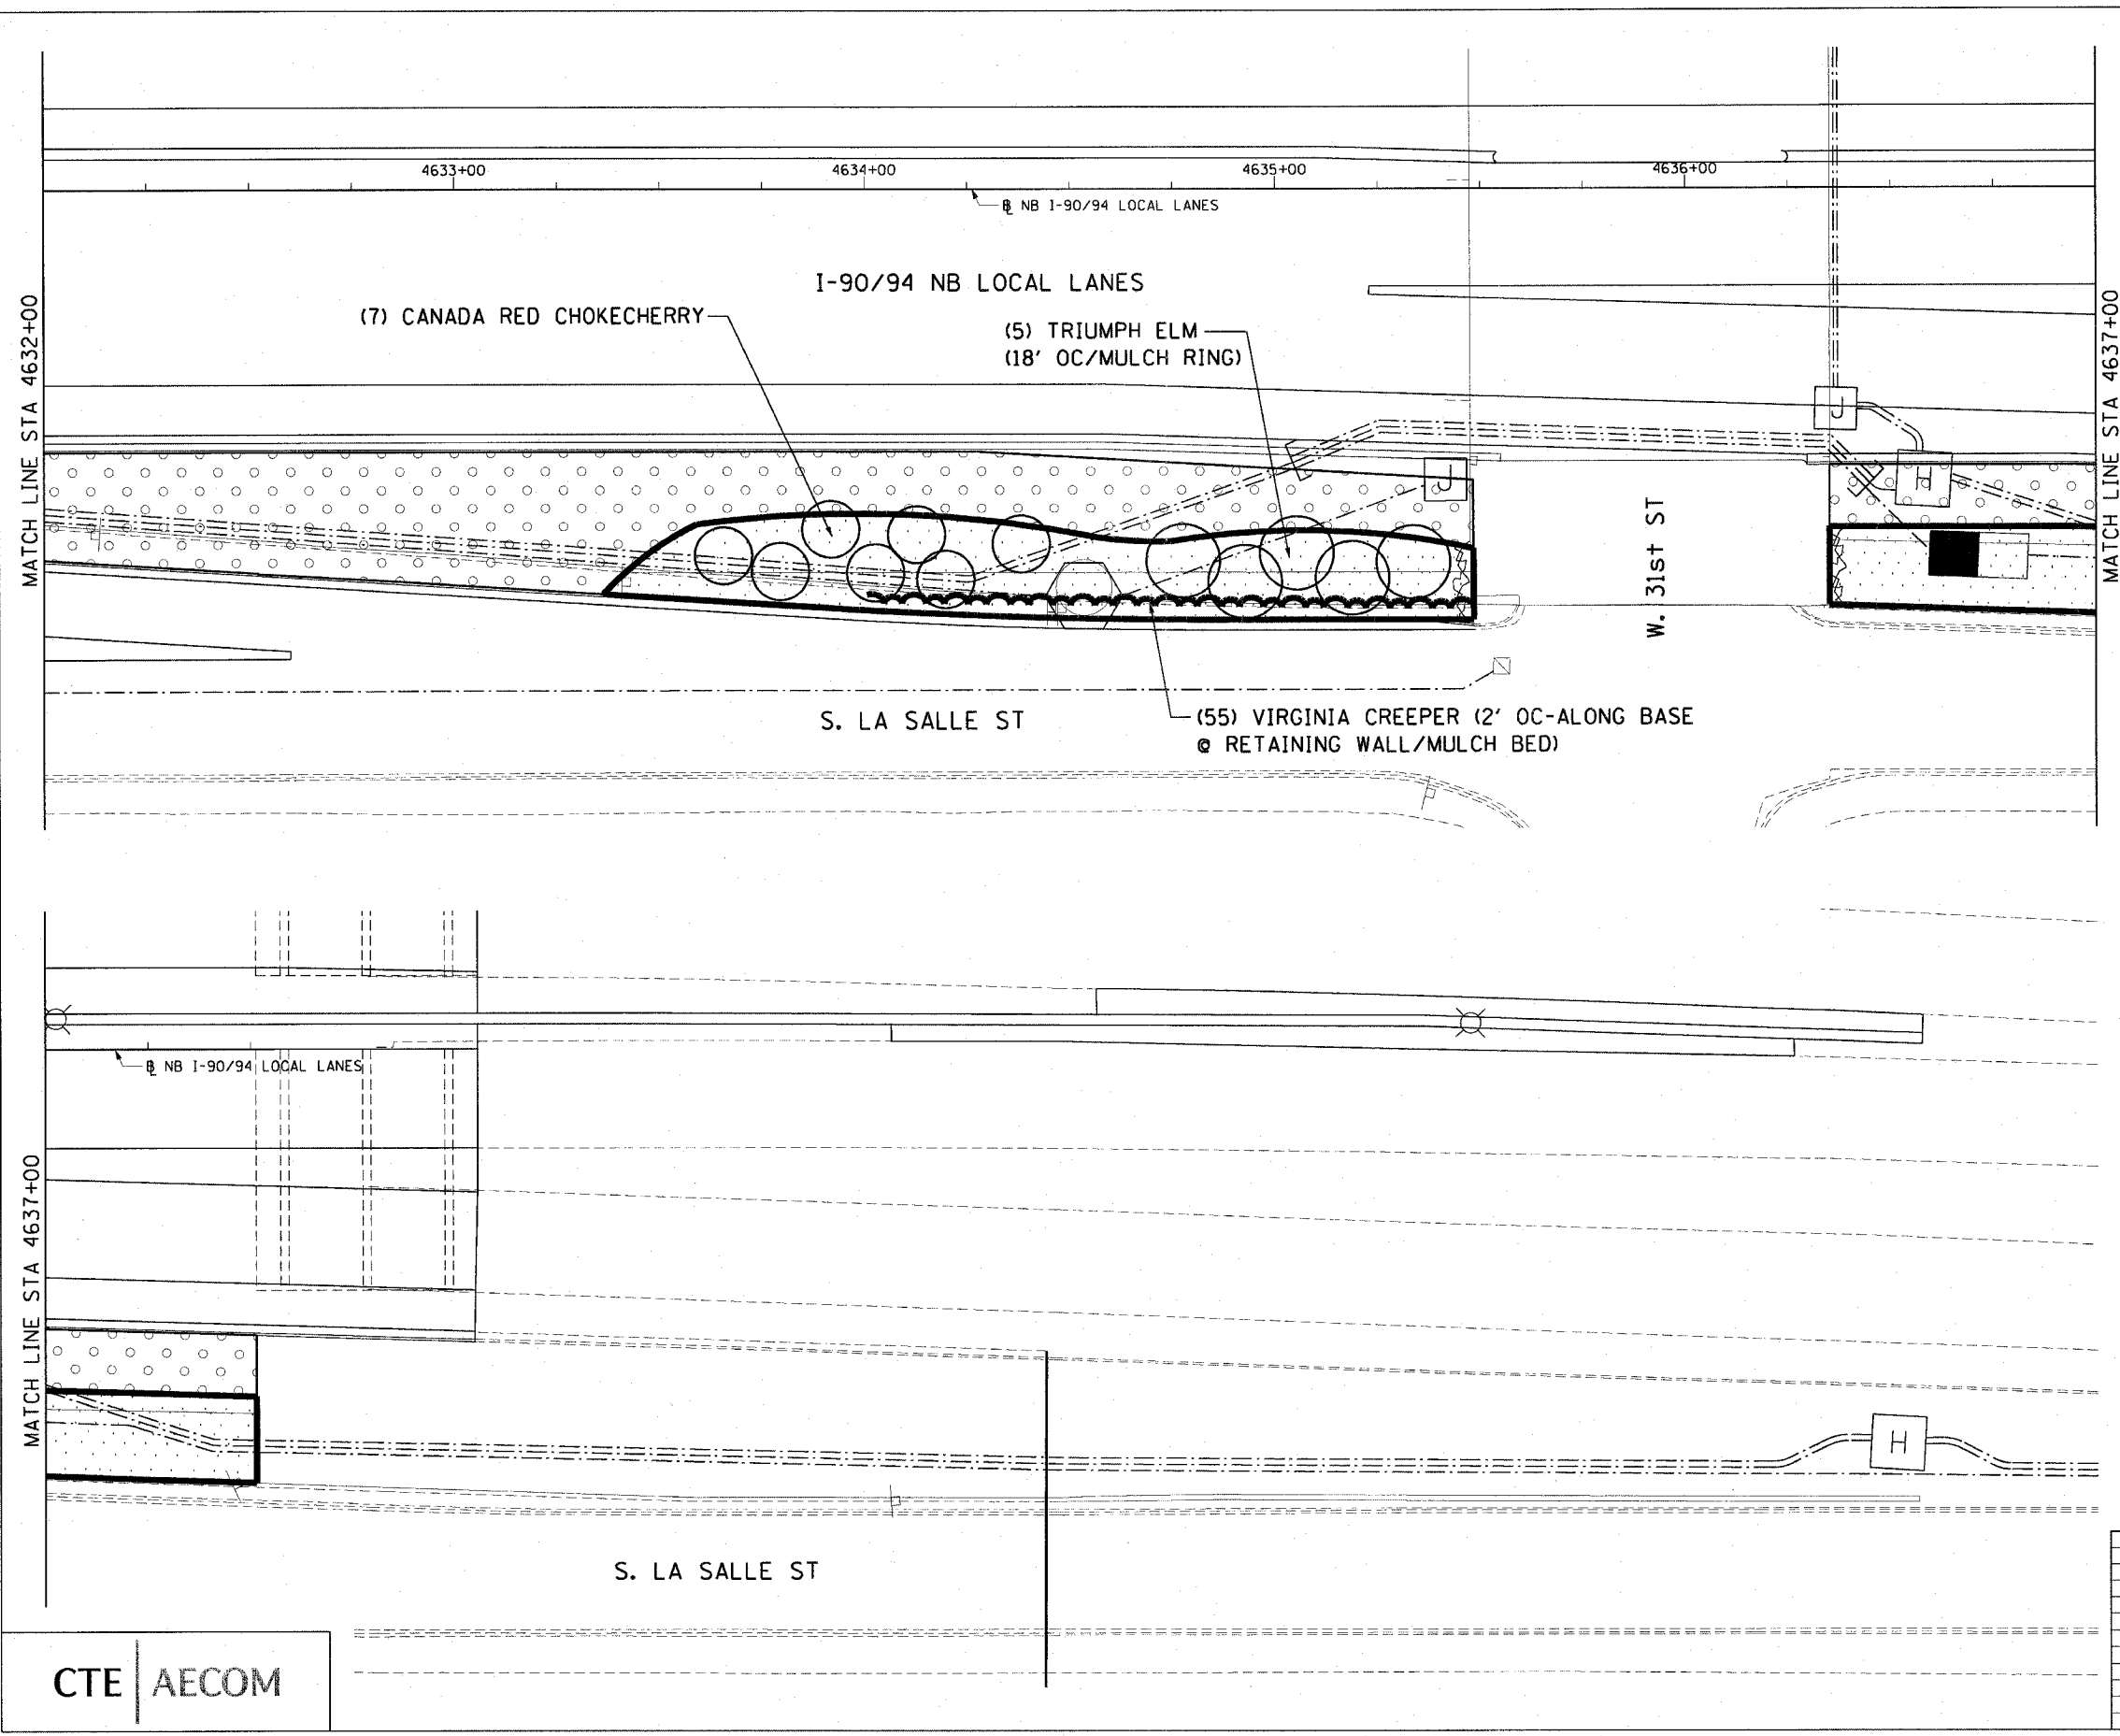 4633+00
4634+00
4635+00
4636+00
NB I-90/94 LOCAL LANES
I-90/94 NB LOCAL LANES
(7) CANADA RED CHOKECHERRY
(5) TRIUMPH ELM
(18' OC/MULCH RING)
MATCH LINE STA 4632+00
MATCH LINE STA 4637+00
J
J
H
W. 31st ST
S. LA SALLE ST
(55) VIRGINIA CREEPER (2' OC-ALONG BASE
@ RETAINING WALL/MULCH BED)
NB I-90/94 LOCAL LANES
MATCH LINE STA 4637+00
H
S. LA SALLE ST
CTE | AECOM